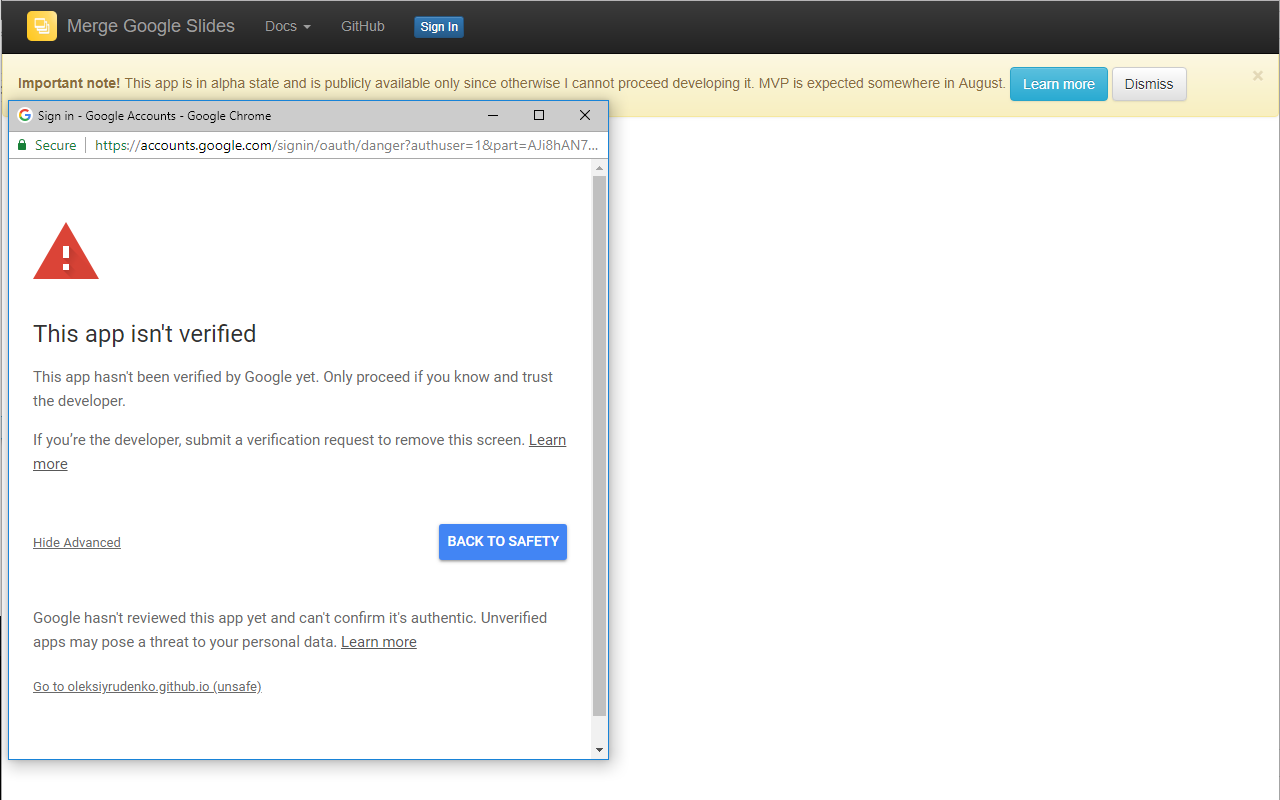 Merge Google Slides Docs GitHub Sign In
Important note! This app is in alpha state and is publicly available only since otherwise I cannot proceed developing it. MVP is expected somewhere in August. Learn more Dismiss ×
Sign in - Google Accounts - Google Chrome
Secure https://accounts.google.com/signin/oauth/danger?authuser=1&part=AJi8hAN7...
This app isn't verified
This app hasn't been verified by Google yet. Only proceed if you know and trust
the developer.
If you’re the developer, submit a verification request to remove this screen. Learn
more
Hide Advanced BACK TO SAFETY
Google hasn't reviewed this app yet and can't confirm it's authentic. Unverified
apps may pose a threat to your personal data. Learn more
Go to oleksiyrudenko.github.io (unsafe)